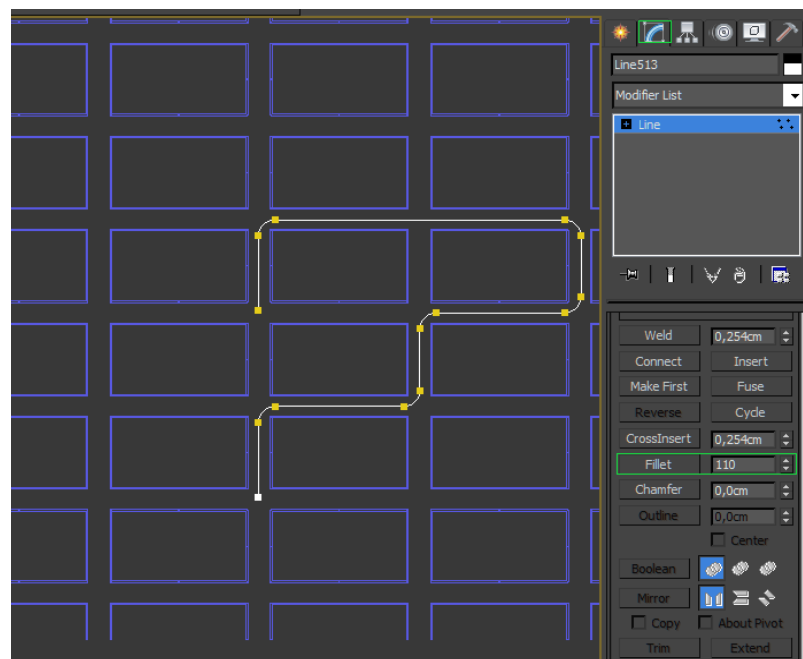 Line513
Modifier List
Line
Weld 0,254cm
Connect Insert
Make First Fuse
Reverse Cycle
CrossInsert 0,254cm
Fillet 110
Chamfer 0,0cm
Outline 0,0cm
Center
Boolean
Mirror
Copy About Pivot
Trim Extend